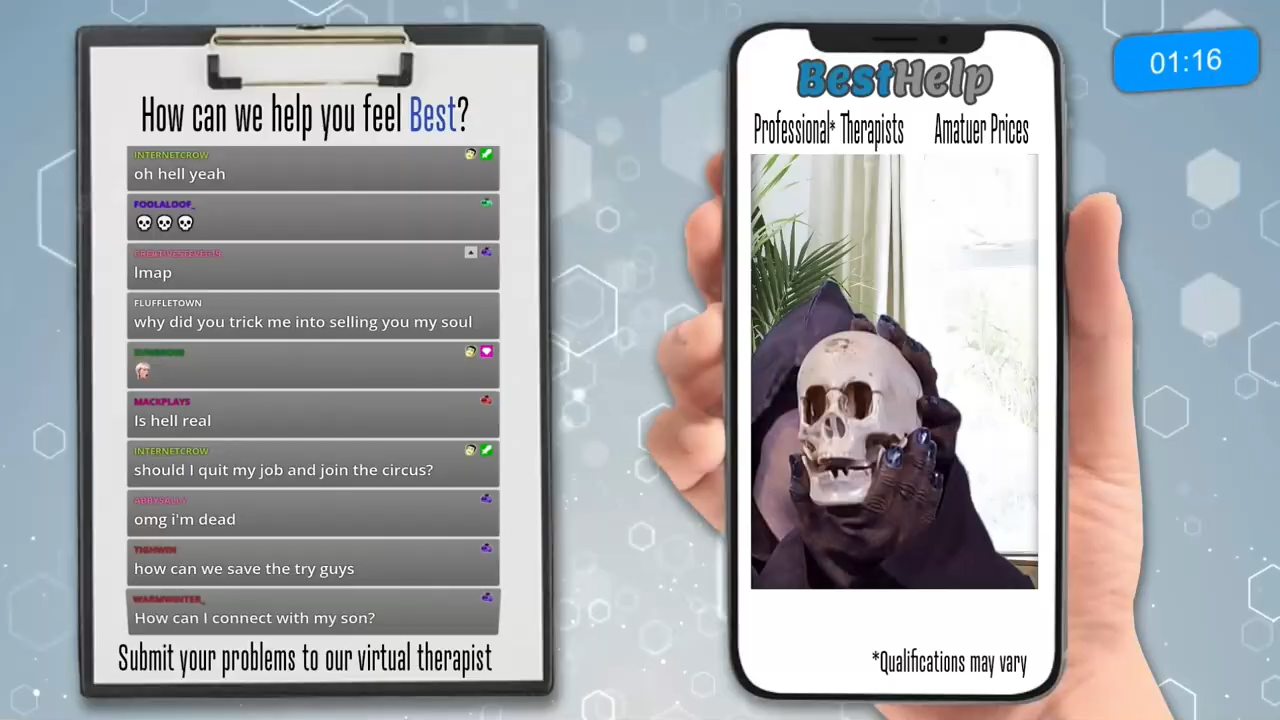 How can we help you feel Best?
INTERNETCROW
oh hell yeah
FOOLALOOF_
lmap
FLUFFLETOWN
why did you trick me into selling you my soul
MACKPLAYS
Is hell real
INTERNETCROW
should I quit my job and join the circus?
omg i'm dead
TIGHWIN
how can we save the try guys
WARMWINTER_
How can I connect with my son?
Submit your problems to our virtual therapist
BestHelp
Professional* Therapists Amatuer Prices
*Qualifications may vary
01:16